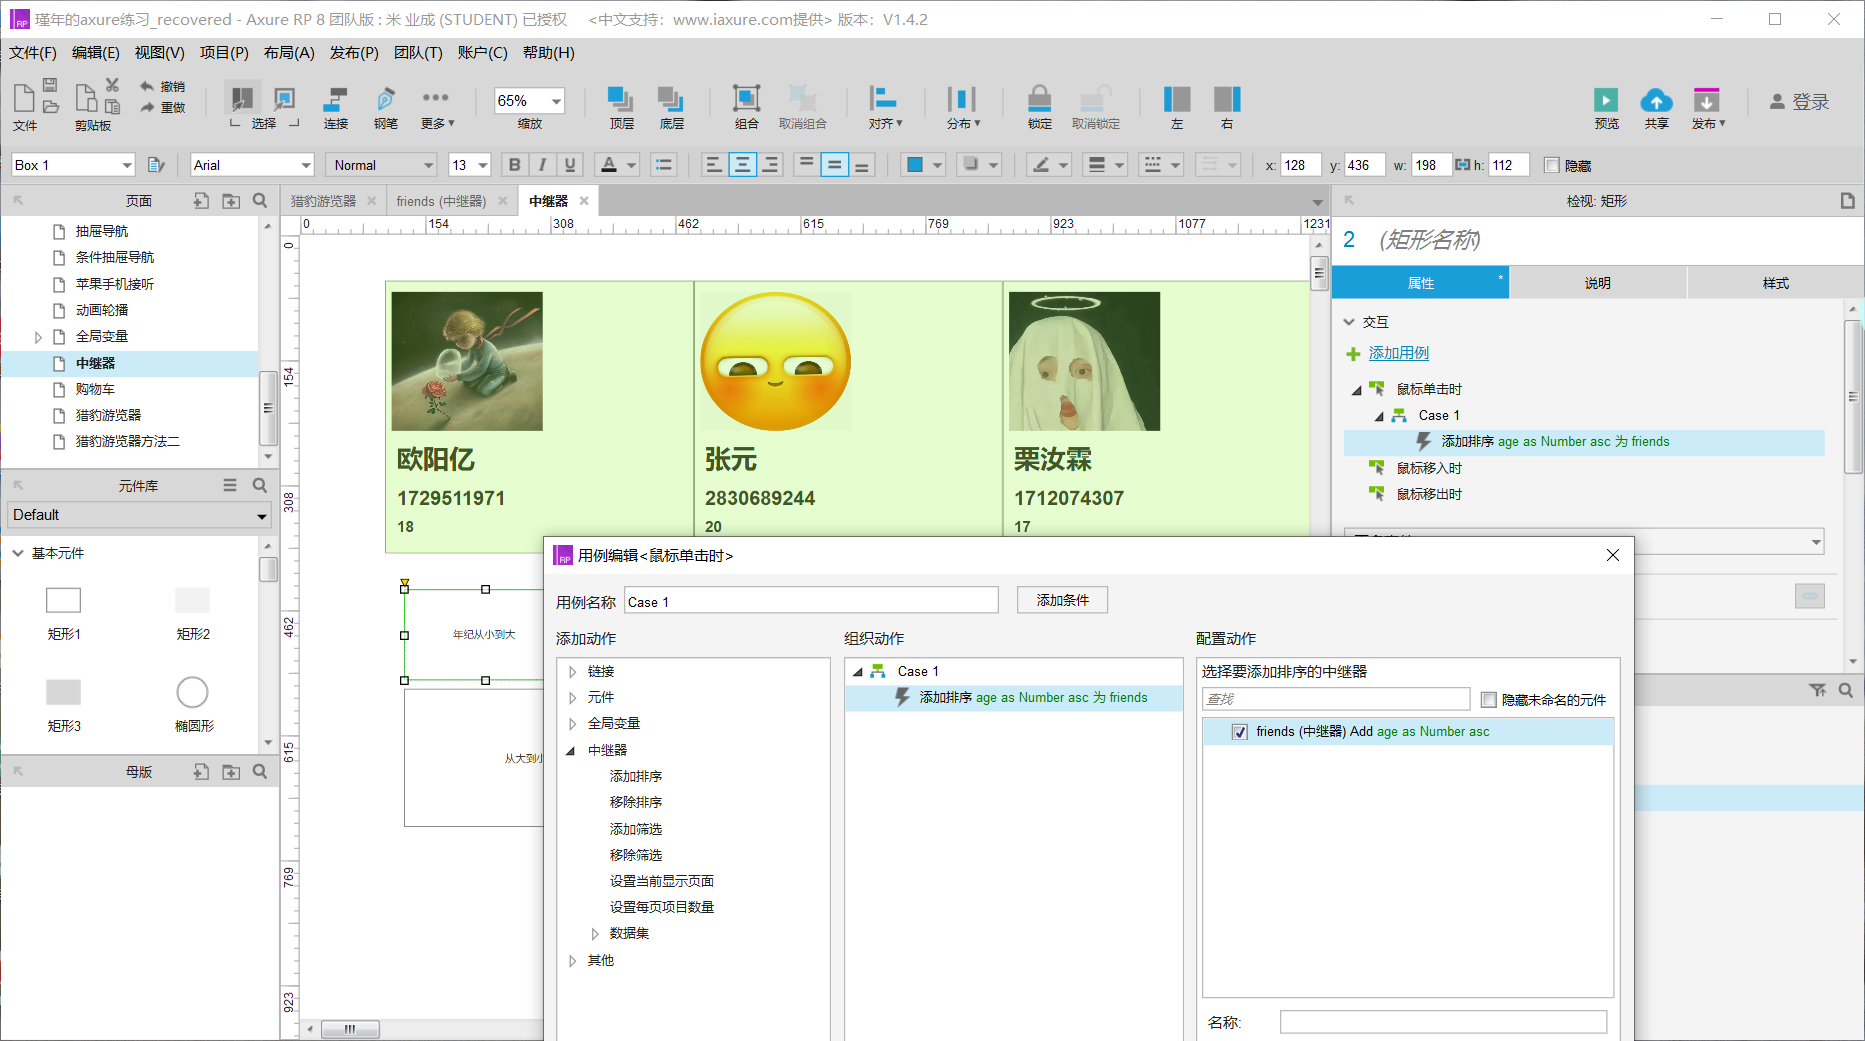 瑾年的axure练习_recovered - Axure RP 8 团队版 : 米 业成 (STUDENT) 已授权 <中文支持：www.iaxure.com提供> 版本：V1.4.2
文件(F) 编辑(E) 视图(V) 项目(P) 布局(A) 发布(P) 团队(T) 账户(C) 帮助(H)
撤销
重做
65%
登录
文件 剪贴板 选择 连接 钢笔 更多 缩放 顶层 底层 组合 取消组合 对齐 分布 锁定 取消锁定 左 右 预览 共享 发布
Box 1 Arial Normal 13 B I U A x: 128 y: 436 w: 198 h: 112 隐藏
页面
抽屉导航
条件抽屉导航
苹果手机接听
动画轮播
全局变量
中继器
购物车
猎豹游览器
猎豹游览器方法二
元件库
Default
基本元件
矩形1 矩形2
矩形3 椭圆形
母版
猎豹游览器 friends (中继器) 中继器
0 154 308 462 615 769 923 1077 1231
0
154
308
462
615
769
923
欧阳亿
1729511971
18
张元
2830689244
20
栗汝霖
1712074307
17
年纪从小到大
从大到小
检视: 矩形
2 (矩形名称)
属性 * 说明 样式
交互
添加用例
鼠标单击时
Case 1
添加排序 age as Number asc 为 friends
鼠标移入时
鼠标移出时
RP 用例编辑<鼠标单击时>
用例名称 Case 1 添加条件
添加动作 组织动作 配置动作
链接
元件
全局变量
中继器
添加排序
移除排序
添加筛选
移除筛选
设置当前显示页面
设置每页项目数量
数据集
其他
Case 1
添加排序 age as Number asc 为 friends
选择要添加排序的中继器
查找 隐藏未命名的元件
friends (中继器) Add age as Number asc
名称: